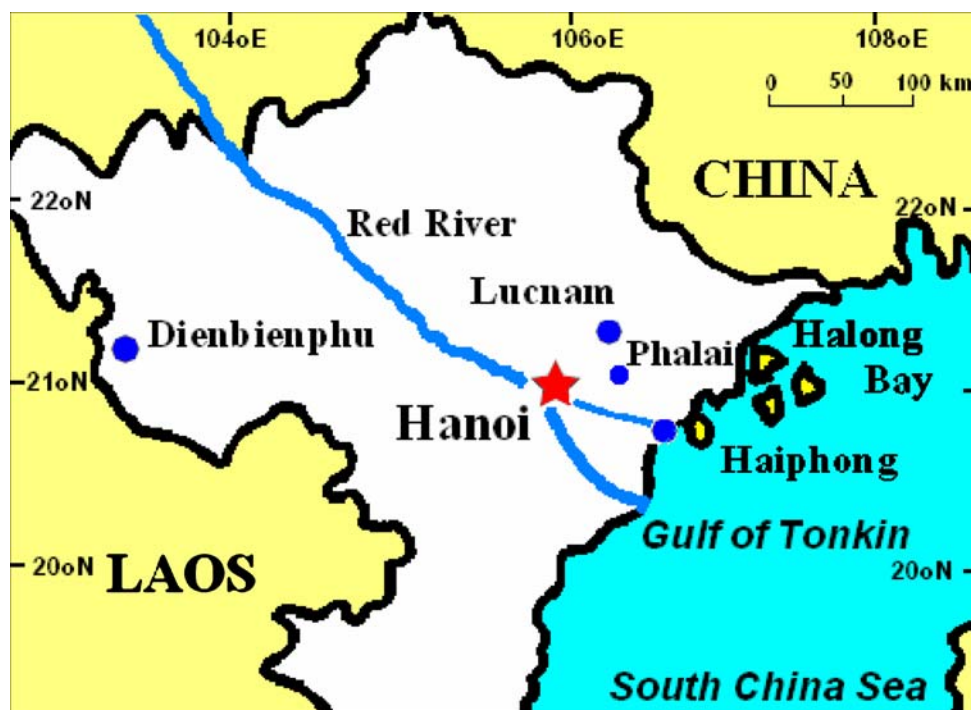 104oE 106oE 108oE
0 50 100 km
CHINA
22oN 22oN
Red River
Lucnam
Dienbienphu
Phalai
Halong
Bay
21oN
Hanoi
Haiphong
Gulf of Tonkin
20oN 20oN
LAOS
South China Sea